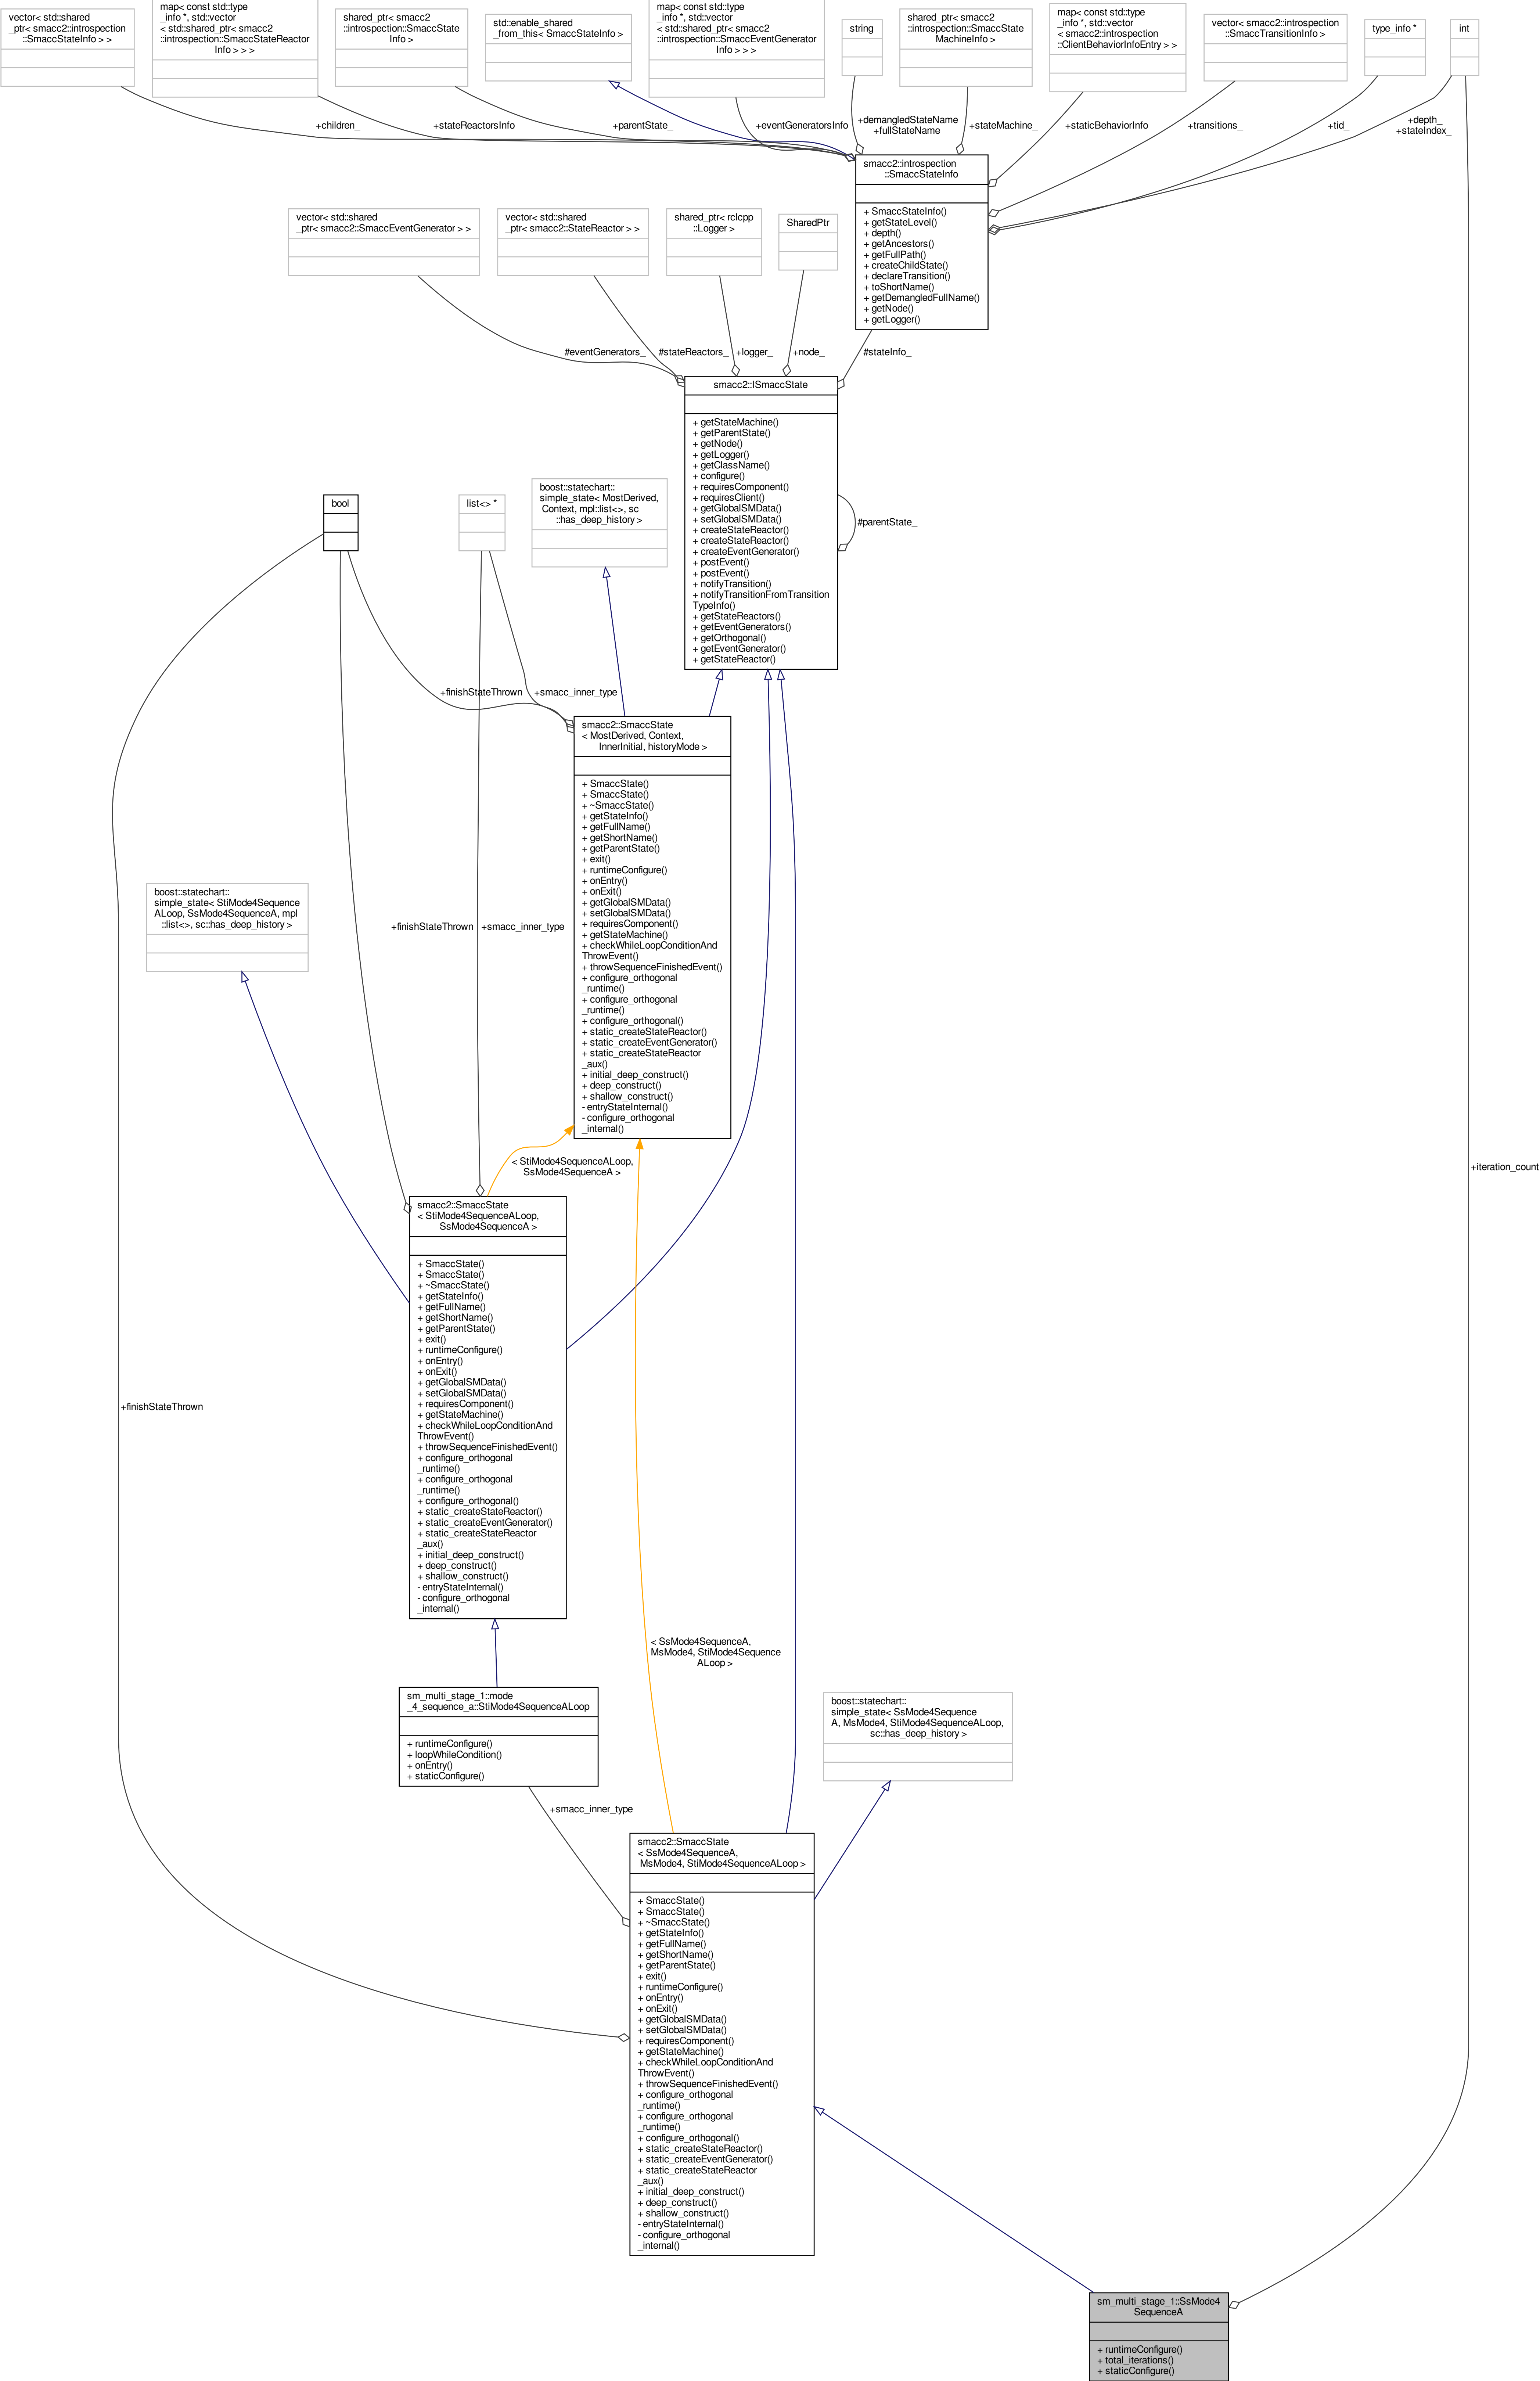 vector< std::shared
_ptr< smacc2::introspection
::SmaccStateInfo > >
map< const std::type
_info *, std::vector
< std::shared_ptr< smacc2
::introspection::SmaccStateReactor
Info > > >
shared_ptr< smacc2
::introspection::SmaccState
Info >
std::enable_shared
_from_this< SmaccStateInfo >
map< const std::type
_info *, std::vector
< std::shared_ptr< smacc2
::introspection::SmaccEventGenerator
Info > > >
string
shared_ptr< smacc2
::introspection::SmaccState
MachineInfo >
map< const std::type
_info *, std::vector
< smacc2::introspection
::ClientBehaviorInfoEntry > >
vector< smacc2::introspection
::SmaccTransitionInfo >
type_info *
int
+children_
+stateReactorsInfo
+parentState_
+eventGeneratorsInfo
+demangledStateName
+fullStateName
+stateMachine_
+staticBehaviorInfo
+transitions_
+tid_
+depth_
+stateIndex_
smacc2::introspection
::SmaccStateInfo
+ SmaccStateInfo()
+ getStateLevel()
+ depth()
+ getAncestors()
+ getFullPath()
+ createChildState()
+ declareTransition()
+ toShortName()
+ getDemangledFullName()
+ getNode()
+ getLogger()
vector< std::shared
_ptr< smacc2::SmaccEventGenerator > >
vector< std::shared
_ptr< smacc2::StateReactor > >
shared_ptr< rclcpp
::Logger >
SharedPtr
#eventGenerators_
#stateReactors_
+logger_
+node_
#stateInfo_
smacc2::ISmaccState
+ getStateMachine()
+ getParentState()
+ getNode()
+ getLogger()
+ getClassName()
+ configure()
+ requiresComponent()
+ requiresClient()
+ getGlobalSMData()
+ setGlobalSMData()
+ createStateReactor()
+ createStateReactor()
+ createEventGenerator()
+ postEvent()
+ postEvent()
+ notifyTransition()
+ notifyTransitionFromTransition
TypeInfo()
+ getStateReactors()
+ getEventGenerators()
+ getOrthogonal()
+ getEventGenerator()
+ getStateReactor()
#parentState_
bool
list<> *
boost::statechart::
simple_state< MostDerived,
Context, mpl::list<>, sc
::has_deep_history >
+finishStateThrown
+smacc_inner_type
smacc2::SmaccState
< MostDerived, Context,
InnerInitial, historyMode >
+ SmaccState()
+ SmaccState()
+ ~SmaccState()
+ getStateInfo()
+ getFullName()
+ getShortName()
+ getParentState()
+ exit()
+ runtimeConfigure()
+ onEntry()
+ onExit()
+ getGlobalSMData()
+ setGlobalSMData()
+ requiresComponent()
+ getStateMachine()
+ checkWhileLoopConditionAnd
ThrowEvent()
+ throwSequenceFinishedEvent()
+ configure_orthogonal
_runtime()
+ configure_orthogonal
_runtime()
+ configure_orthogonal()
+ static_createStateReactor()
+ static_createEventGenerator()
+ static_createStateReactor
_aux()
+ initial_deep_construct()
+ deep_construct()
+ shallow_construct()
- entryStateInternal()
- configure_orthogonal
_internal()
boost::statechart::
simple_state< StiMode4Sequence
ALoop, SsMode4SequenceA, mpl
::list<>, sc::has_deep_history >
+finishStateThrown
+smacc_inner_type
< StiMode4SequenceALoop,
SsMode4SequenceA >
smacc2::SmaccState
< StiMode4SequenceALoop,
SsMode4SequenceA >
+ SmaccState()
+ SmaccState()
+ ~SmaccState()
+ getStateInfo()
+ getFullName()
+ getShortName()
+ getParentState()
+ exit()
+ runtimeConfigure()
+ onEntry()
+ onExit()
+ getGlobalSMData()
+ setGlobalSMData()
+ requiresComponent()
+ getStateMachine()
+ checkWhileLoopConditionAnd
ThrowEvent()
+ throwSequenceFinishedEvent()
+ configure_orthogonal
_runtime()
+ configure_orthogonal
_runtime()
+ configure_orthogonal()
+ static_createStateReactor()
+ static_createEventGenerator()
+ static_createStateReactor
_aux()
+ initial_deep_construct()
+ deep_construct()
+ shallow_construct()
- entryStateInternal()
- configure_orthogonal
_internal()
+iteration_count
+finishStateThrown
< SsMode4SequenceA,
MsMode4, StiMode4Sequence
ALoop >
sm_multi_stage_1::mode
_4_sequence_a::StiMode4SequenceALoop
+ runtimeConfigure()
+ loopWhileCondition()
+ onEntry()
+ staticConfigure()
boost::statechart::
simple_state< SsMode4Sequence
A, MsMode4, StiMode4SequenceALoop,
sc::has_deep_history >
+smacc_inner_type
smacc2::SmaccState
< SsMode4SequenceA,
MsMode4, StiMode4SequenceALoop >
+ SmaccState()
+ SmaccState()
+ ~SmaccState()
+ getStateInfo()
+ getFullName()
+ getShortName()
+ getParentState()
+ exit()
+ runtimeConfigure()
+ onEntry()
+ onExit()
+ getGlobalSMData()
+ setGlobalSMData()
+ requiresComponent()
+ getStateMachine()
+ checkWhileLoopConditionAnd
ThrowEvent()
+ throwSequenceFinishedEvent()
+ configure_orthogonal
_runtime()
+ configure_orthogonal
_runtime()
+ configure_orthogonal()
+ static_createStateReactor()
+ static_createEventGenerator()
+ static_createStateReactor
_aux()
+ initial_deep_construct()
+ deep_construct()
+ shallow_construct()
- entryStateInternal()
- configure_orthogonal
_internal()
sm_multi_stage_1::SsMode4
SequenceA
+ runtimeConfigure()
+ total_iterations()
+ staticConfigure()